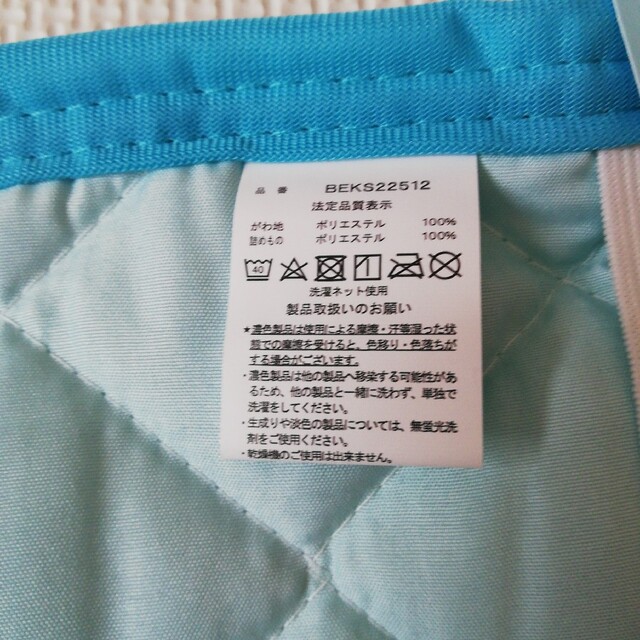 品番 BEKS22512
法定品質表示
がわ地 ポリエステル 100%
詰めもの ポリエステル 100%
40
洗濯ネット使用
製品取扱いのお願い
★濃色製品は使用による摩擦・汗等湿った状
態での摩擦を受けると、色移り・色落ちが
する場合がございます。
・濃色製品は他の製品へ移染する可能性があ
るため、他の製品と一緒に洗わず、単独で
洗濯をしてください。
・生成りや淡色の製品については、無蛍光洗
剤をご使用ください。
・乾燥機のご使用は出来ません。